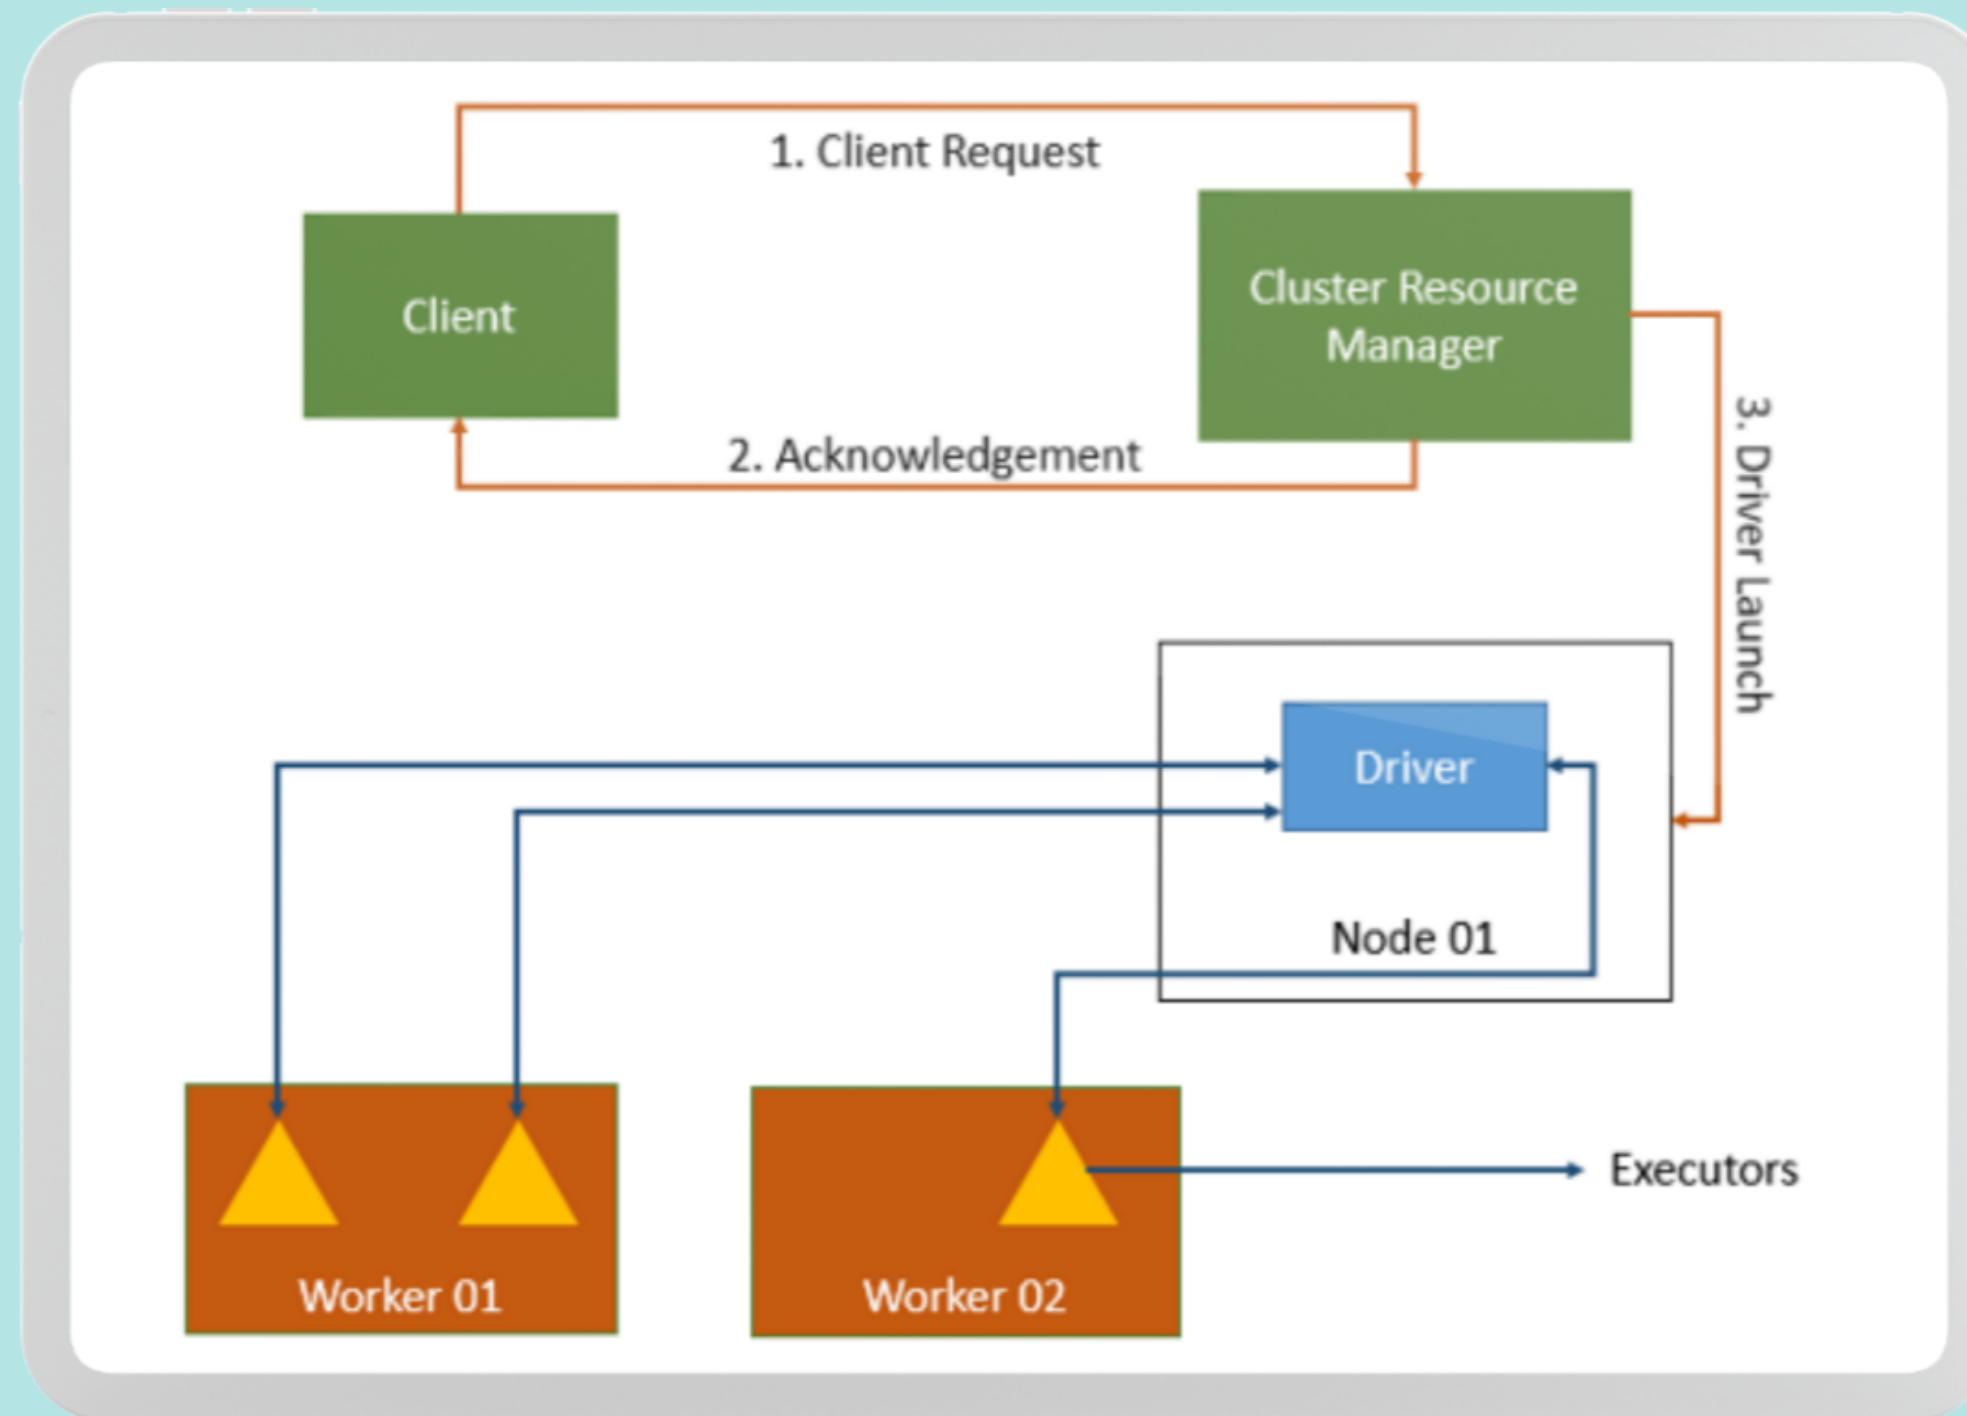 1. Client Request
Client
Cluster Resource
Manager
2. Acknowledgement
3. Driver Launch
Driver
Node 01
Executors
Worker 01
Worker 02